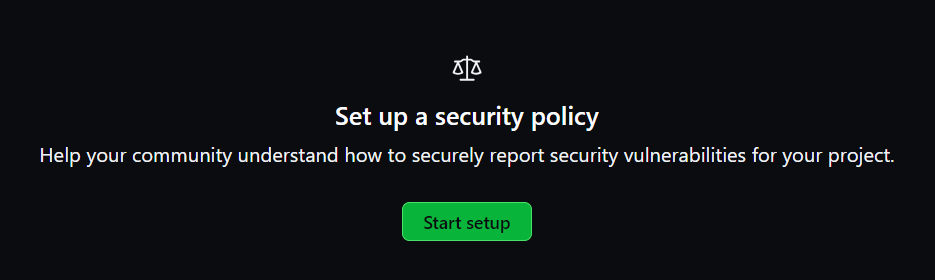 Set up a security policy
Help your community understand how to securely report security vulnerabilities for your project.
Start setup